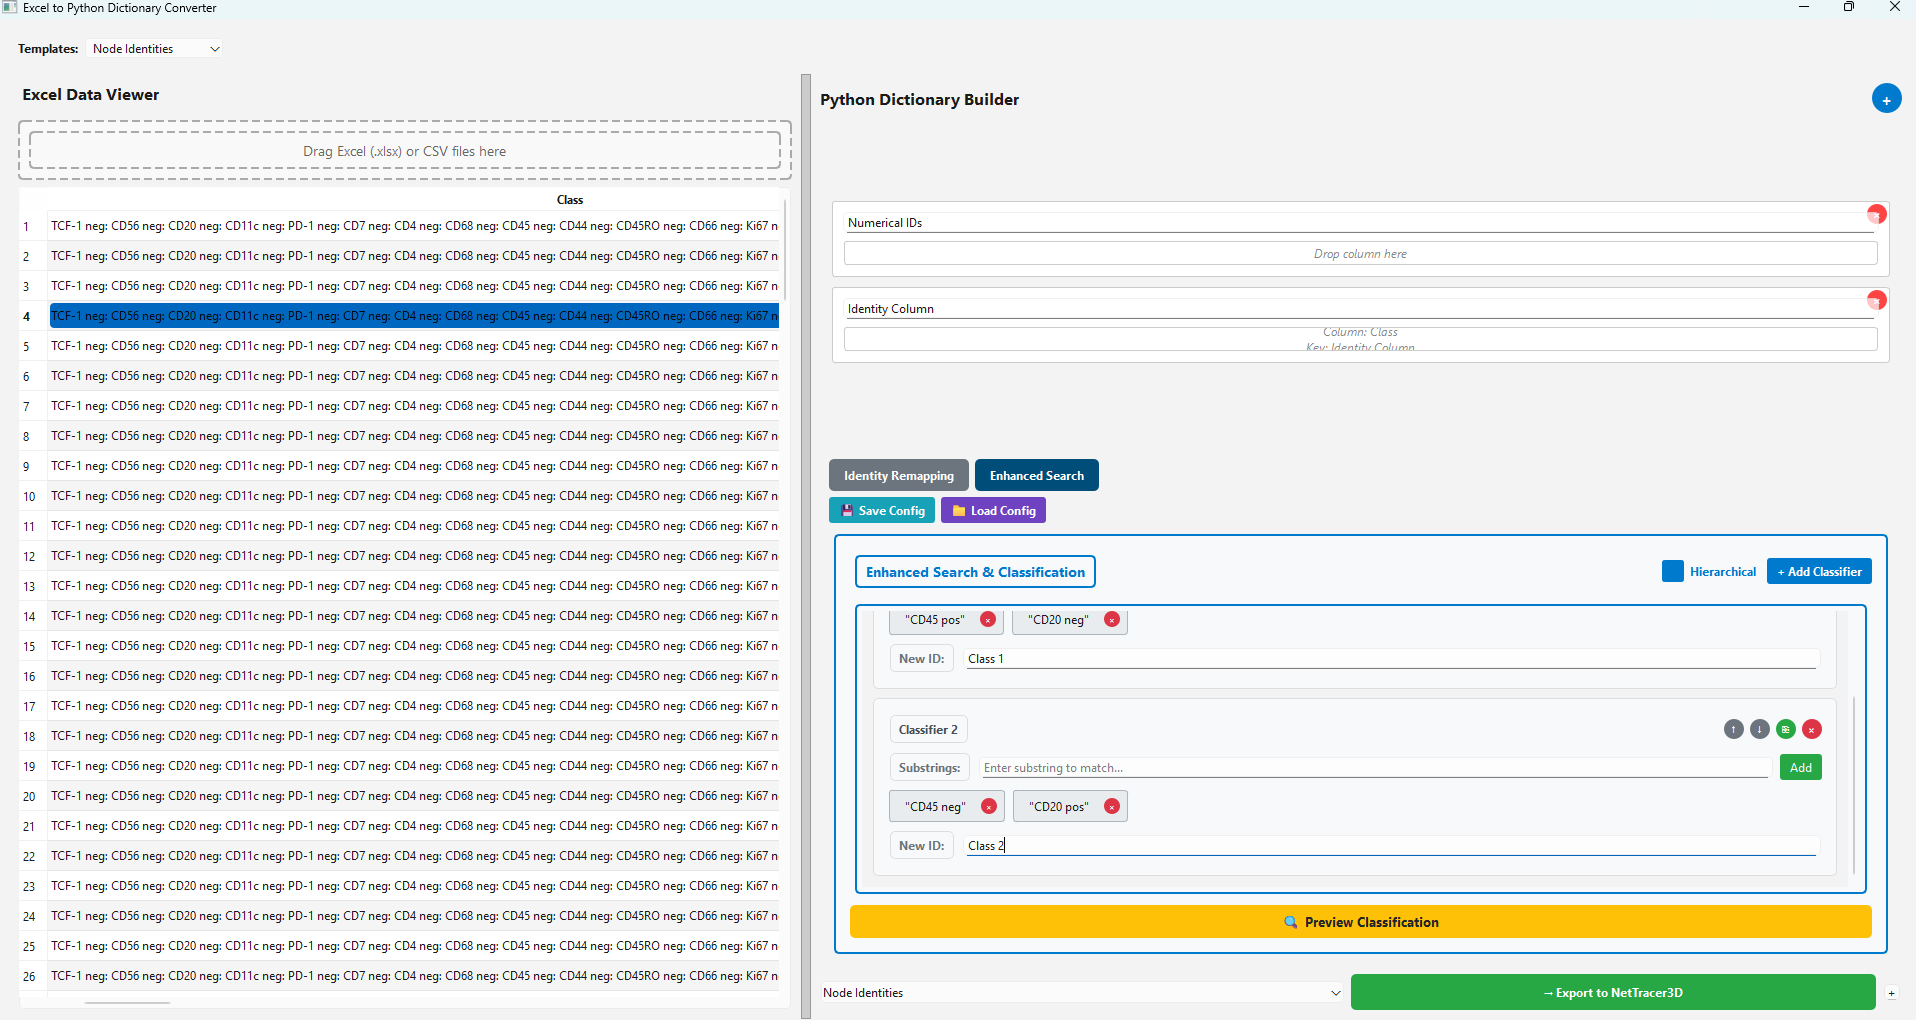 Excel to Python Dictionary Converter
Templates: Node Identities
Excel Data Viewer
Drag Excel (.xlsx) or CSV files here
Class
1 TCF-1 neg: CD56 neg: CD20 neg: CD11c neg: PD-1 neg: CD7 neg: CD4 neg: CD68 neg: CD45 neg: CD44 neg: CD45RO neg: CD66 neg: Ki67 n
2 TCF-1 neg: CD56 neg: CD20 neg: CD11c neg: PD-1 neg: CD7 neg: CD4 neg: CD68 neg: CD45 neg: CD44 neg: CD45RO neg: CD66 neg: Ki67 n
3 TCF-1 neg: CD56 neg: CD20 neg: CD11c neg: PD-1 neg: CD7 neg: CD4 neg: CD68 neg: CD45 neg: CD44 neg: CD45RO neg: CD66 neg: Ki67 n
4 TCF-1 neg: CD56 neg: CD20 neg: CD11c neg: PD-1 neg: CD7 neg: CD4 neg: CD68 neg: CD45 neg: CD44 neg: CD45RO neg: CD66 neg: Ki67 n
5 TCF-1 neg: CD56 neg: CD20 neg: CD11c neg: PD-1 neg: CD7 neg: CD4 neg: CD68 neg: CD45 neg: CD44 neg: CD45RO neg: CD66 neg: Ki67 n
6 TCF-1 neg: CD56 neg: CD20 neg: CD11c neg: PD-1 neg: CD7 neg: CD4 neg: CD68 neg: CD45 neg: CD44 neg: CD45RO neg: CD66 neg: Ki67 n
7 TCF-1 neg: CD56 neg: CD20 neg: CD11c neg: PD-1 neg: CD7 neg: CD4 neg: CD68 neg: CD45 neg: CD44 neg: CD45RO neg: CD66 neg: Ki67 n
8 TCF-1 neg: CD56 neg: CD20 neg: CD11c neg: PD-1 neg: CD7 neg: CD4 neg: CD68 neg: CD45 neg: CD44 neg: CD45RO neg: CD66 neg: Ki67 n
9 TCF-1 neg: CD56 neg: CD20 neg: CD11c neg: PD-1 neg: CD7 neg: CD4 neg: CD68 neg: CD45 neg: CD44 neg: CD45RO neg: CD66 neg: Ki67 n
10 TCF-1 neg: CD56 neg: CD20 neg: CD11c neg: PD-1 neg: CD7 neg: CD4 neg: CD68 neg: CD45 neg: CD44 neg: CD45RO neg: CD66 neg: Ki67 n
11 TCF-1 neg: CD56 neg: CD20 neg: CD11c neg: PD-1 neg: CD7 neg: CD4 neg: CD68 neg: CD45 neg: CD44 neg: CD45RO neg: CD66 neg: Ki67 n
12 TCF-1 neg: CD56 neg: CD20 neg: CD11c neg: PD-1 neg: CD7 neg: CD4 neg: CD68 neg: CD45 neg: CD44 neg: CD45RO neg: CD66 neg: Ki67 n
13 TCF-1 neg: CD56 neg: CD20 neg: CD11c neg: PD-1 neg: CD7 neg: CD4 neg: CD68 neg: CD45 neg: CD44 neg: CD45RO neg: CD66 neg: Ki67 n
14 TCF-1 neg: CD56 neg: CD20 neg: CD11c neg: PD-1 neg: CD7 neg: CD4 neg: CD68 neg: CD45 neg: CD44 neg: CD45RO neg: CD66 neg: Ki67 n
15 TCF-1 neg: CD56 neg: CD20 neg: CD11c neg: PD-1 neg: CD7 neg: CD4 neg: CD68 neg: CD45 neg: CD44 neg: CD45RO neg: CD66 neg: Ki67 n
16 TCF-1 neg: CD56 neg: CD20 neg: CD11c neg: PD-1 neg: CD7 neg: CD4 neg: CD68 neg: CD45 neg: CD44 neg: CD45RO neg: CD66 neg: Ki67 n
17 TCF-1 neg: CD56 neg: CD20 neg: CD11c neg: PD-1 neg: CD7 neg: CD4 neg: CD68 neg: CD45 neg: CD44 neg: CD45RO neg: CD66 neg: Ki67 n
18 TCF-1 neg: CD56 neg: CD20 neg: CD11c neg: PD-1 neg: CD7 neg: CD4 neg: CD68 neg: CD45 neg: CD44 neg: CD45RO neg: CD66 neg: Ki67 n
19 TCF-1 neg: CD56 neg: CD20 neg: CD11c neg: PD-1 neg: CD7 neg: CD4 neg: CD68 neg: CD45 neg: CD44 neg: CD45RO neg: CD66 neg: Ki67 n
20 TCF-1 neg: CD56 neg: CD20 neg: CD11c neg: PD-1 neg: CD7 neg: CD4 neg: CD68 neg: CD45 neg: CD44 neg: CD45RO neg: CD66 neg: Ki67 n
21 TCF-1 neg: CD56 neg: CD20 neg: CD11c neg: PD-1 neg: CD7 neg: CD4 neg: CD68 neg: CD45 neg: CD44 neg: CD45RO neg: CD66 neg: Ki67 n
22 TCF-1 neg: CD56 neg: CD20 neg: CD11c neg: PD-1 neg: CD7 neg: CD4 neg: CD68 neg: CD45 neg: CD44 neg: CD45RO neg: CD66 neg: Ki67 n
23 TCF-1 neg: CD56 neg: CD20 neg: CD11c neg: PD-1 neg: CD7 neg: CD4 neg: CD68 neg: CD45 neg: CD44 neg: CD45RO neg: CD66 neg: Ki67 n
24 TCF-1 neg: CD56 neg: CD20 neg: CD11c neg: PD-1 neg: CD7 neg: CD4 neg: CD68 neg: CD45 neg: CD44 neg: CD45RO neg: CD66 neg: Ki67 n
25 TCF-1 neg: CD56 neg: CD20 neg: CD11c neg: PD-1 neg: CD7 neg: CD4 neg: CD68 neg: CD45 neg: CD44 neg: CD45RO neg: CD66 neg: Ki67 n
26 TCF-1 neg: CD56 neg: CD20 neg: CD11c neg: PD-1 neg: CD7 neg: CD4 neg: CD68 neg: CD45 neg: CD44 neg: CD45RO neg: CD66 neg: Ki67 n
Python Dictionary Builder +
Numerical IDs
Drop column here
Identity Column
Column: Class
Key: Identity Column
Identity Remapping Enhanced Search
Save Config Load Config
Enhanced Search & Classification Hierarchical + Add Classifier
"CD45 pos" × "CD20 neg" ×
New ID: Class 1
Classifier 2 ↑ ↓ ×
Substrings: Enter substring to match... Add
"CD45 neg" × "CD20 pos" ×
New ID: Class 2
Preview Classification
Node Identities → Export to NetTracer3D +